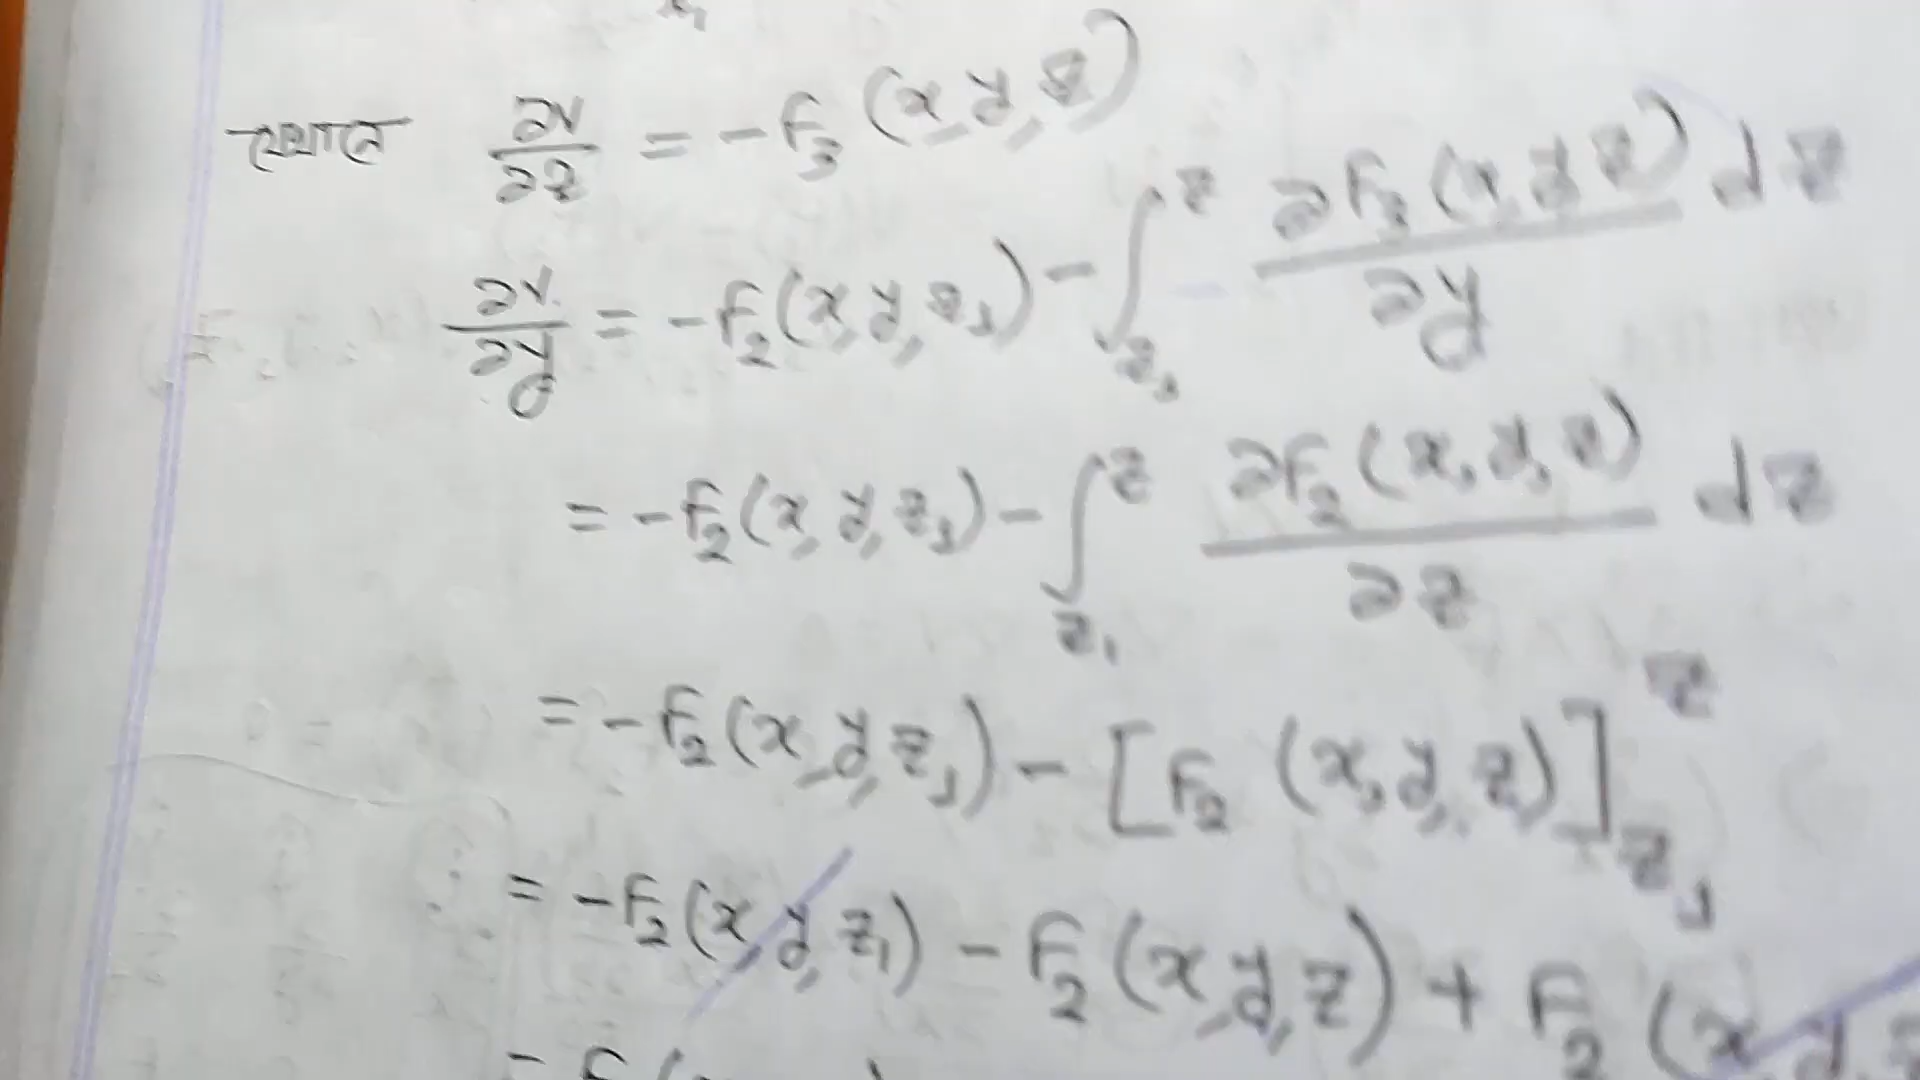 x₁
এখানে ∂V/∂z = -F₃ (x, y, z)
∂V/∂y = -F₂(x, y, z₁) - ∫_{z₁}^{z} ∂F₃ (x, y, z)/∂y dz
= -F₂(x, y, z₁) - ∫_{z₁}^{z} ∂F₂ (x, y, z)/∂z dz
= -F₂(x, y, z₁) - [F₂ (x, y, z)]_{z₁}^{z}
= -F₂(x, y, z₁) - F₂(x, y, z) + F₂(x, y, z